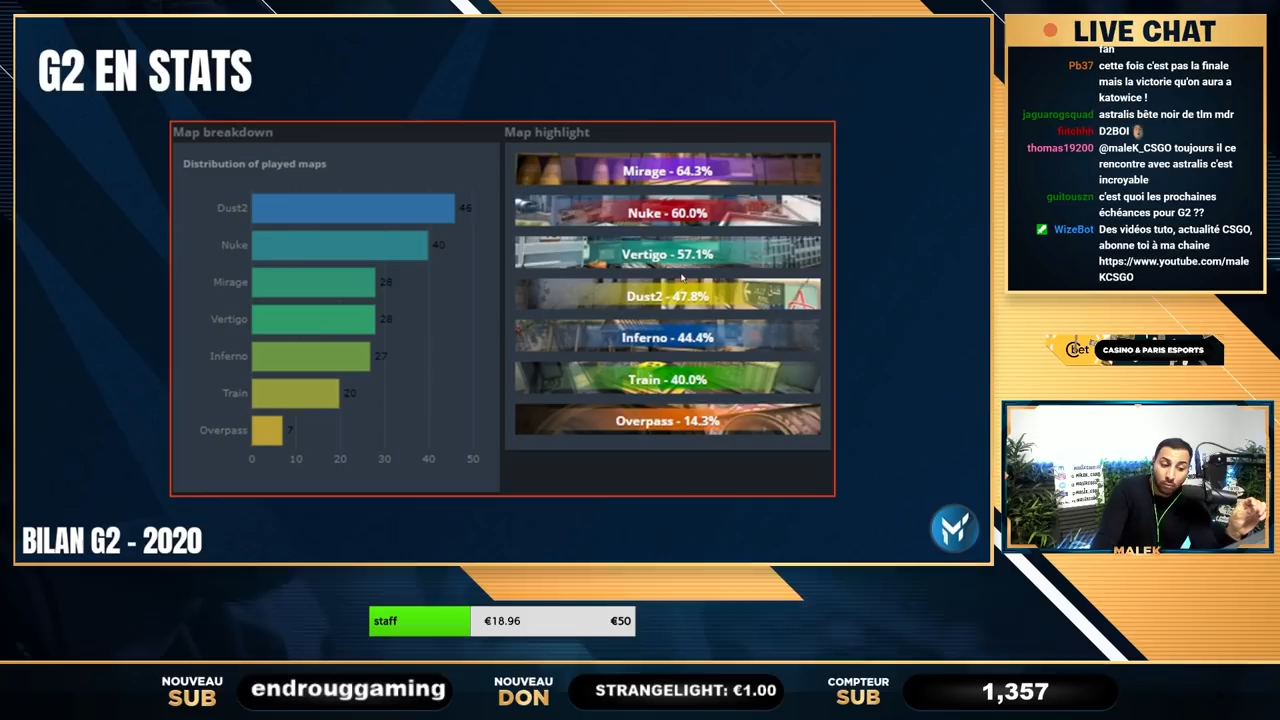 G2 EN STATS
Map breakdown
Distribution of played maps
Dust2 46
Nuke 40
Mirage 28
Vertigo 28
Inferno 27
Train 20
Overpass 7
0 10 20 30 40 50
Map highlight
Mirage - 64.3%
Nuke - 60.0%
Vertigo - 57.1%
Dust2 - 47.8%
Inferno - 44.4%
Train - 40.0%
Overpass - 14.3%
BILAN G2 - 2020
LIVE CHAT
fan
Pb37 cette fois c'est pas la finale
mais la victorie qu'on aura a
katowice !
jaguarogsquad astralis bête noir de tlm mdr
D2BOI
thomas19200 @maleK_CSGO toujours il ce
rencontre avec astralis c'est
incroyable
guitouszn c'est quoi les prochaines
échéances pour G2 ??
WizeBot Des vidéos tuto, actualité CSGO,
abonne toi à ma chaine
https://www.youtube.com/male
KCSGO
Cbet CASINO & PARIS ESPORTS
MALEK
staff €18.96 €50
NOUVEAU
SUB
endrouggaming
NOUVEAU
DON
STRANGELIGHT: €1.00
COMPTEUR
SUB
1,357